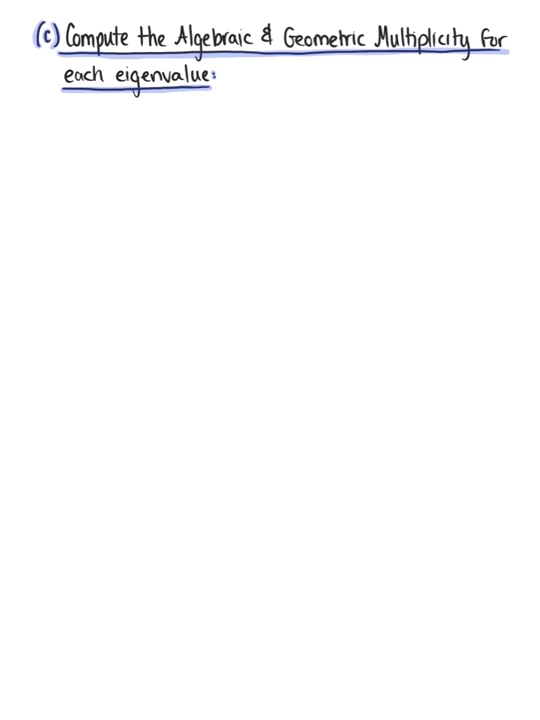 (c) Compute the Algebraic & Geometric Multiplicity for
each eigenvalue: